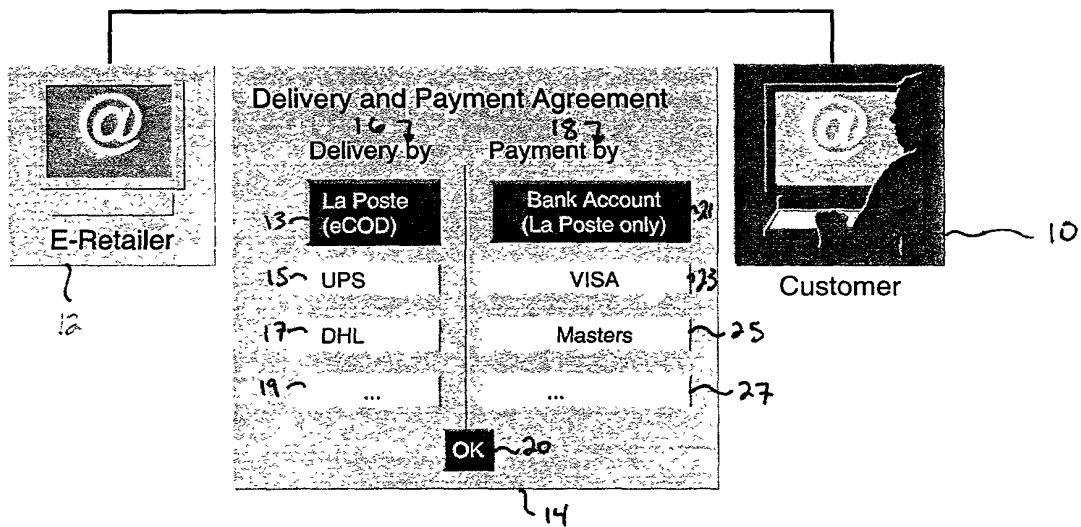 Delivery and Payment Agreement
16 18
Delivery by Payment by
@ @
La Poste Bank Account
13 (eCOD) (La Poste only) 21
E-Retailer 10
15 UPS VISA 23
Customer
12
17 DHL Masters 25
19 ... ... 27
OK 20
14